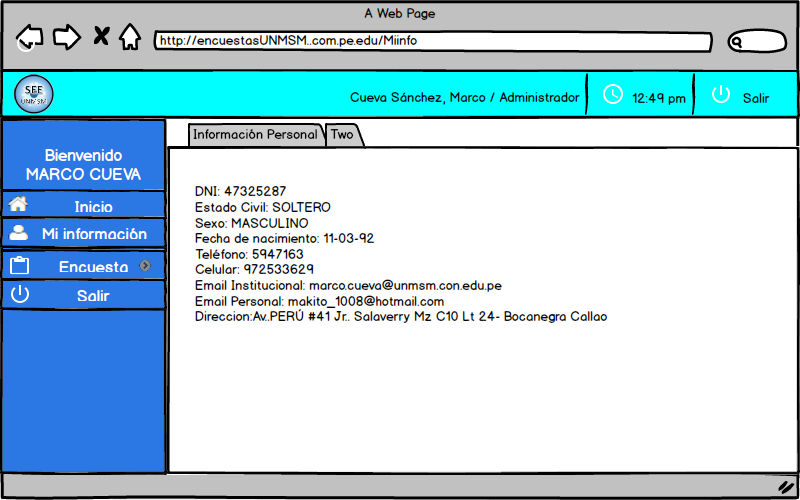 A Web Page
http://encuestasUNMSM..com.pe.edu/Miinfo
SEE
UNMSM
Cueva Sánchez, Marco / Administrador
12:49 pm
Salir
Información Personal
Two
Bienvenido
MARCO CUEVA
Inicio
Mi información
Encuesta
Salir
DNI: 47325287
Estado Civil: SOLTERO
Sexo: MASCULINO
Fecha de nacimiento: 11-03-92
Teléfono: 5947163
Celular: 972533629
Email Institucional: marco.cueva@unmsm.con.edu.pe
Email Personal: makito_1008@hotmail.com
Direccion:Av..PERÚ #41 Jr.. Salaverry Mz C10 Lt 24- Bocanegra Callao